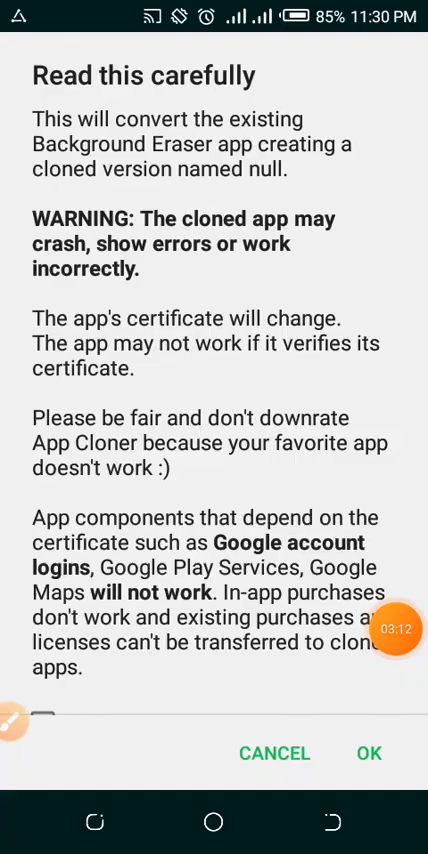 85% 11:30 PM
Read this carefully
This will convert the existing
Background Eraser app creating a
cloned version named null.
WARNING: The cloned app may
crash, show errors or work
incorrectly.
The app's certificate will change.
The app may not work if it verifies its
certificate.
Please be fair and don't downrate
App Cloner because your favorite app
doesn't work :)
App components that depend on the
certificate such as Google account
logins, Google Play Services, Google
Maps will not work. In-app purchases
don't work and existing purchases
licenses can't be transferred to
apps.
03:12
CANCEL OK